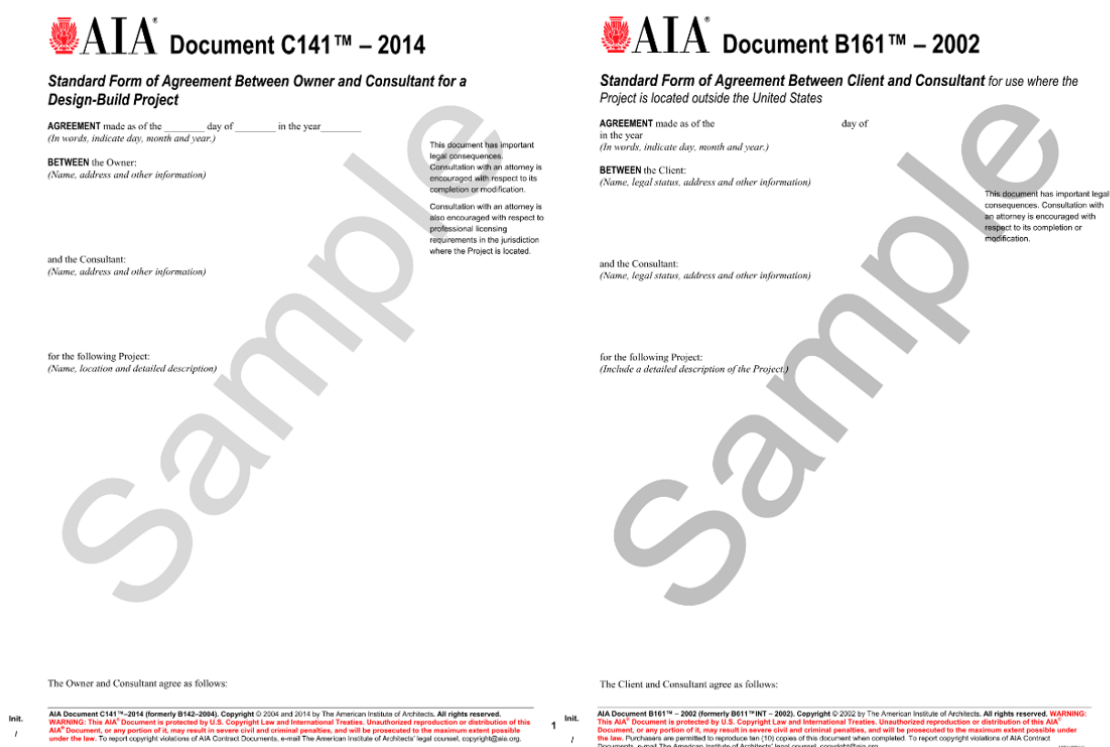 AIA® Document C141™ – 2014
Standard Form of Agreement Between Owner and Consultant for a
Design-Build Project
AGREEMENT made as of the ________ day of ________ in the year________
(In words, indicate day, month and year.)
BETWEEN the Owner:
(Name, address and other information)
This document has important
legal consequences.
Consultation with an attorney is
encouraged with respect to its
completion or modification.
Consultation with an attorney is
also encouraged with respect to
professional licensing
requirements in the jurisdiction
where the Project is located.
and the Consultant:
(Name, address and other information)
for the following Project:
(Name, location and detailed description)
Sample
The Owner and Consultant agree as follows:
Init.
/
AIA Document C141™–2014 (formerly B142–2004). Copyright © 2004 and 2014 by The American Institute of Architects. All rights reserved.
WARNING: This AIA® Document is protected by U.S. Copyright Law and International Treaties. Unauthorized reproduction or distribution of this
AIA® Document, or any portion of it, may result in severe civil and criminal penalties, and will be prosecuted to the maximum extent possible
under the law. To report copyright violations of AIA Contract Documents, e-mail The American Institute of Architects' legal counsel, copyright@aia.org.
1
AIA® Document B161™ – 2002
Standard Form of Agreement Between Client and Consultant for use where the
Project is located outside the United States
AGREEMENT made as of the day of
in the year
(In words, indicate day, month and year.)
BETWEEN the Client:
(Name, legal status, address and other information)
This document has important legal
consequences. Consultation with
an attorney is encouraged with
respect to its completion or
modification.
and the Consultant:
(Name, legal status, address and other information)
for the following Project:
(Include a detailed description of the Project.)
Sample
The Client and Consultant agree as follows:
Init.
/
AIA Document B161™ – 2002 (formerly B611™INT – 2002). Copyright © 2002 by The American Institute of Architects. All rights reserved. WARNING:
This AIA® Document is protected by U.S. Copyright Law and International Treaties. Unauthorized reproduction or distribution of this AIA®
Document, or any portion of it, may result in severe civil and criminal penalties, and will be prosecuted to the maximum extent possible under
the law. Purchasers are permitted to reproduce ten (10) copies of this document when completed. To report copyright violations of AIA Contract
Documents, e-mail The American Institute of Architects' legal counsel, copyright@aia.org.